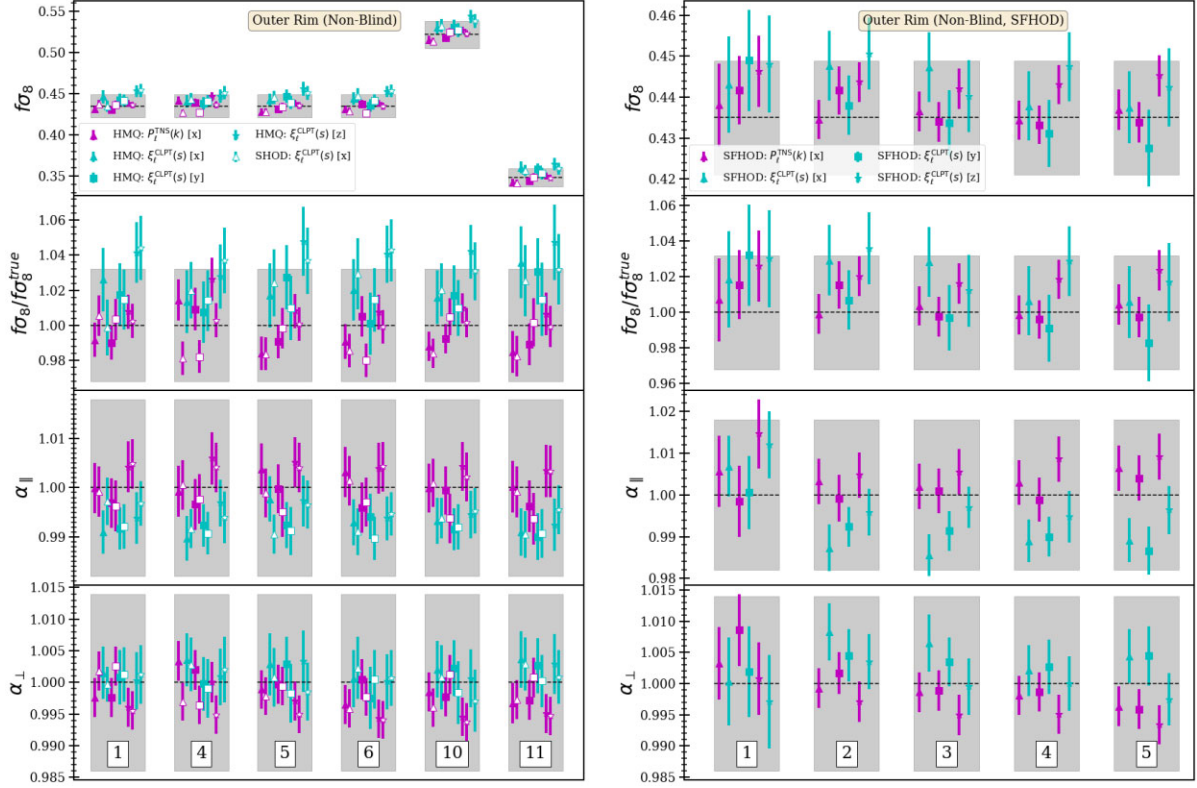 Outer Rim (Non-Blind)
fσ₈
0.55
0.50
0.45
0.40
0.35
HMQ: P_ℓ^TNS(k) [x]
HMQ: ξ_ℓ^CLPT(s) [x]
HMQ: ξ_ℓ^CLPT(s) [y]
HMQ: ξ_ℓ^CLPT(s) [z]
SHOD: ξ_ℓ^CLPT(s) [x]
fσ₈/fσ₈^true
1.06
1.04
1.02
1.00
0.98
α∥
1.01
1.00
0.99
α⊥
1.015
1.010
1.005
1.000
0.995
0.990
0.985
1 4 5 6 10 11
Outer Rim (Non-Blind, SFHOD)
fσ₈
0.46
0.45
0.44
0.43
0.42
SFHOD: P_ℓ^TNS(k) [x]
SFHOD: ξ_ℓ^CLPT(s) [x]
SFHOD: ξ_ℓ^CLPT(s) [y]
SFHOD: ξ_ℓ^CLPT(s) [z]
fσ₈/fσ₈^true
1.06
1.04
1.02
1.00
0.98
0.96
α∥
1.02
1.01
1.00
0.99
0.98
α⊥
1.015
1.010
1.005
1.000
0.995
0.990
0.985
1 2 3 4 5